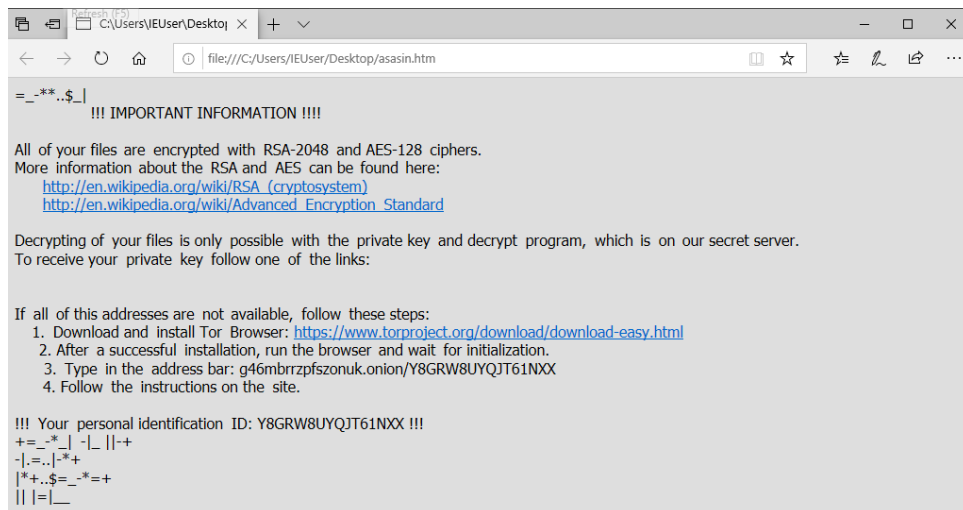 Refresh (F5)
C:\Users\IEUser\Desktop
file:///C:/Users/IEUser/Desktop/asasin.htm
=_-**..$_|
!!! IMPORTANT INFORMATION !!!!
All of your files are encrypted with RSA-2048 and AES-128 ciphers.
More information about the RSA and AES can be found here:
http://en.wikipedia.org/wiki/RSA_(cryptosystem)
http://en.wikipedia.org/wiki/Advanced_Encryption_Standard
Decrypting of your files is only possible with the private key and decrypt program, which is on our secret server.
To receive your private key follow one of the links:
If all of this addresses are not available, follow these steps:
1. Download and install Tor Browser: https://www.torproject.org/download/download-easy.html
2. After a successful installation, run the browser and wait for initialization.
3. Type in the address bar: g46mbrrzpfszonuk.onion/Y8GRW8UYQJT61NXX
4. Follow the instructions on the site.
!!! Your personal identification ID: Y8GRW8UYQJT61NXX !!!
+=_-*_| -|_ ||-+
-|.=..|-*+
|*+..$=_-*=+
|| |=|__